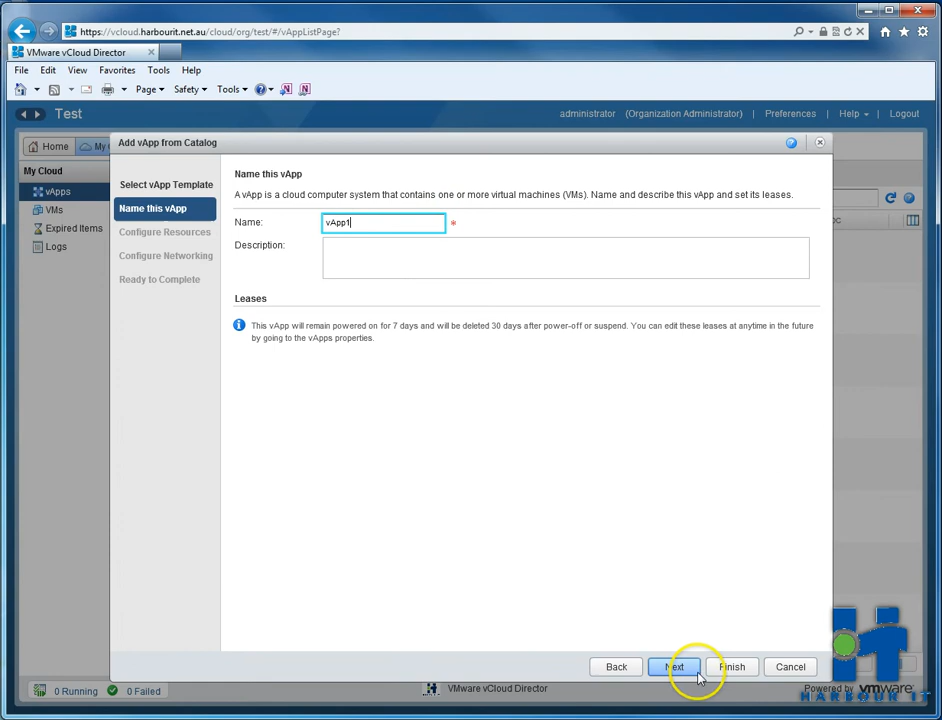 https://vcloud.harbourit.net.au/cloud/org/test/#/vAppListPage?
VMware vCloud Director
File Edit View Favorites Tools Help
Page Safety Tools
Test
administrator (Organization Administrator) | Preferences | Help | Logout
Home
My Cloud
vApps
VMs
Expired Items
Logs
Add vApp from Catalog
Select vApp Template
Name this vApp
Configure Resources
Configure Networking
Ready to Complete
Name this vApp
A vApp is a cloud computer system that contains one or more virtual machines (VMs). Name and describe this vApp and set its leases.
Name: vApp1 *
Description:
Leases
This vApp will remain powered on for 7 days and will be deleted 30 days after power-off or suspend. You can edit these leases at anytime in the future
by going to the vApps properties.
Back Next Finish Cancel
0 Running 0 Failed
VMware vCloud Director
Powered by vmware
HARBOUR IT